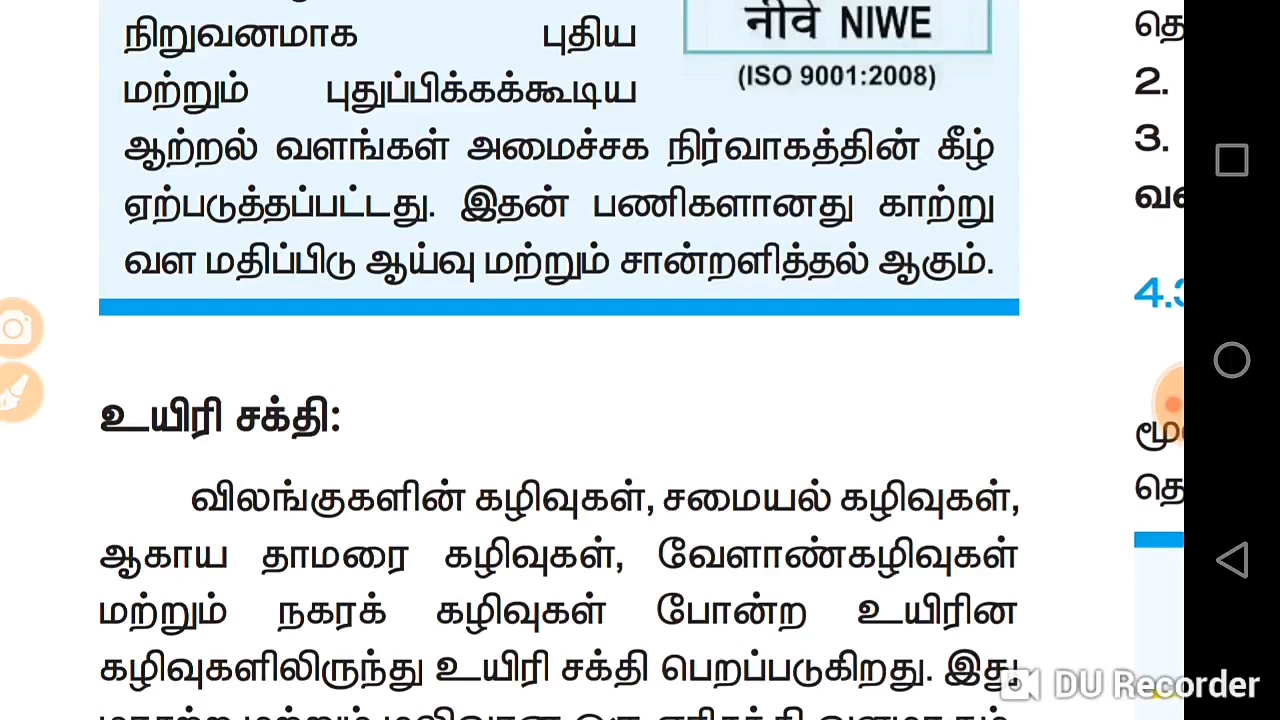 नीवे NIWE
(ISO 9001:2008)
நிறுவனமாக புதிய
மற்றும் புதுப்பிக்கக்கூடிய
ஆற்றல் வளங்கள் அமைச்சக நிர்வாகத்தின் கீழ்
ஏற்படுத்தப்பட்டது. இதன் பணிகளானது காற்று
வள மதிப்பிடு ஆய்வு மற்றும் சான்றளித்தல் ஆகும்.
உயிரி சக்தி:
விலங்குகளின் கழிவுகள், சமையல் கழிவுகள்,
ஆகாய தாமரை கழிவுகள், வேளாண்கழிவுகள்
மற்றும் நகரக் கழிவுகள் போன்ற உயிரின
கழிவுகளிலிருந்து உயிரி சக்தி பெறப்படுகிறது. இது
2.
3.
DU Recorder